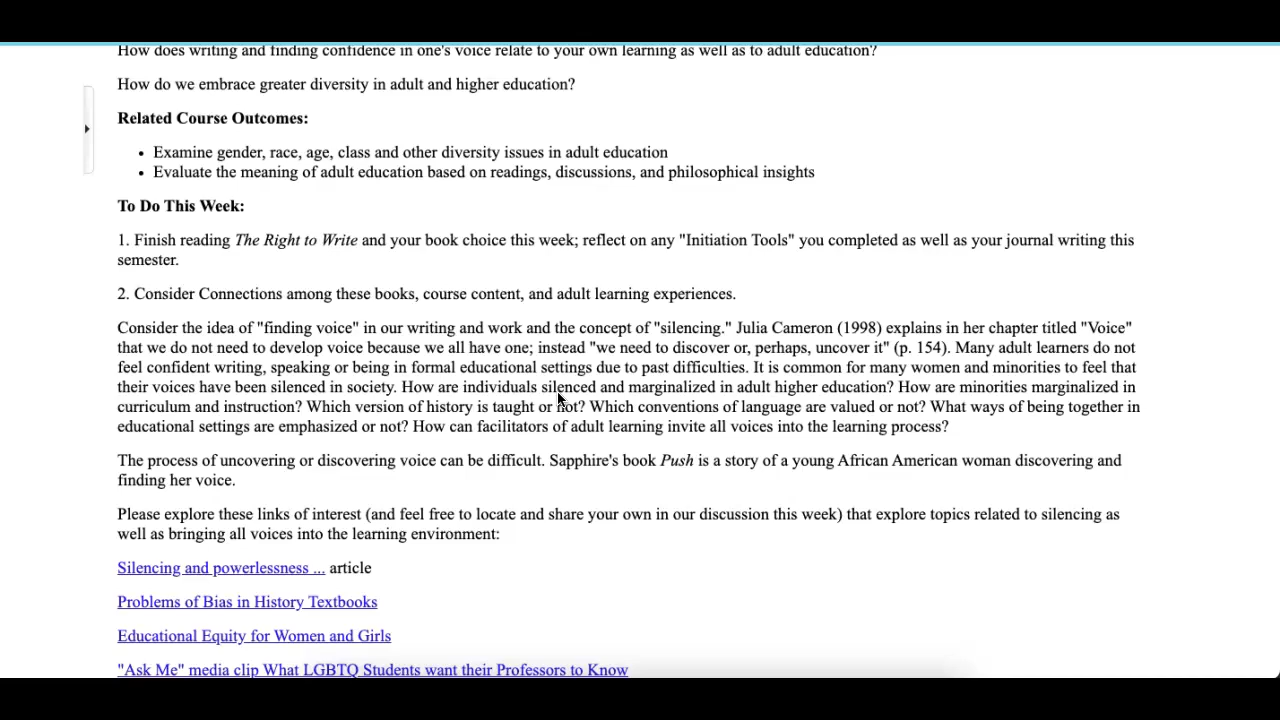 How does writing and finding confidence in one's voice relate to your own learning as well as to adult education?
How do we embrace greater diversity in adult and higher education?
Related Course Outcomes:
• Examine gender, race, age, class and other diversity issues in adult education
• Evaluate the meaning of adult education based on readings, discussions, and philosophical insights
To Do This Week:
1. Finish reading The Right to Write and your book choice this week; reflect on any "Initiation Tools" you completed as well as your journal writing this
semester.
2. Consider Connections among these books, course content, and adult learning experiences.
Consider the idea of "finding voice" in our writing and work and the concept of "silencing." Julia Cameron (1998) explains in her chapter titled "Voice"
that we do not need to develop voice because we all have one; instead "we need to discover or, perhaps, uncover it" (p. 154). Many adult learners do not
feel confident writing, speaking or being in formal educational settings due to past difficulties. It is common for many women and minorities to feel that
their voices have been silenced in society. How are individuals silenced and marginalized in adult higher education? How are minorities marginalized in
curriculum and instruction? Which version of history is taught or not? Which conventions of language are valued or not? What ways of being together in
educational settings are emphasized or not? How can facilitators of adult learning invite all voices into the learning process?
The process of uncovering or discovering voice can be difficult. Sapphire's book Push is a story of a young African American woman discovering and
finding her voice.
Please explore these links of interest (and feel free to locate and share your own in our discussion this week) that explore topics related to silencing as
well as bringing all voices into the learning environment:
Silencing and powerlessness ... article
Problems of Bias in History Textbooks
Educational Equity for Women and Girls
"Ask Me" media clip What LGBTQ Students want their Professors to Know